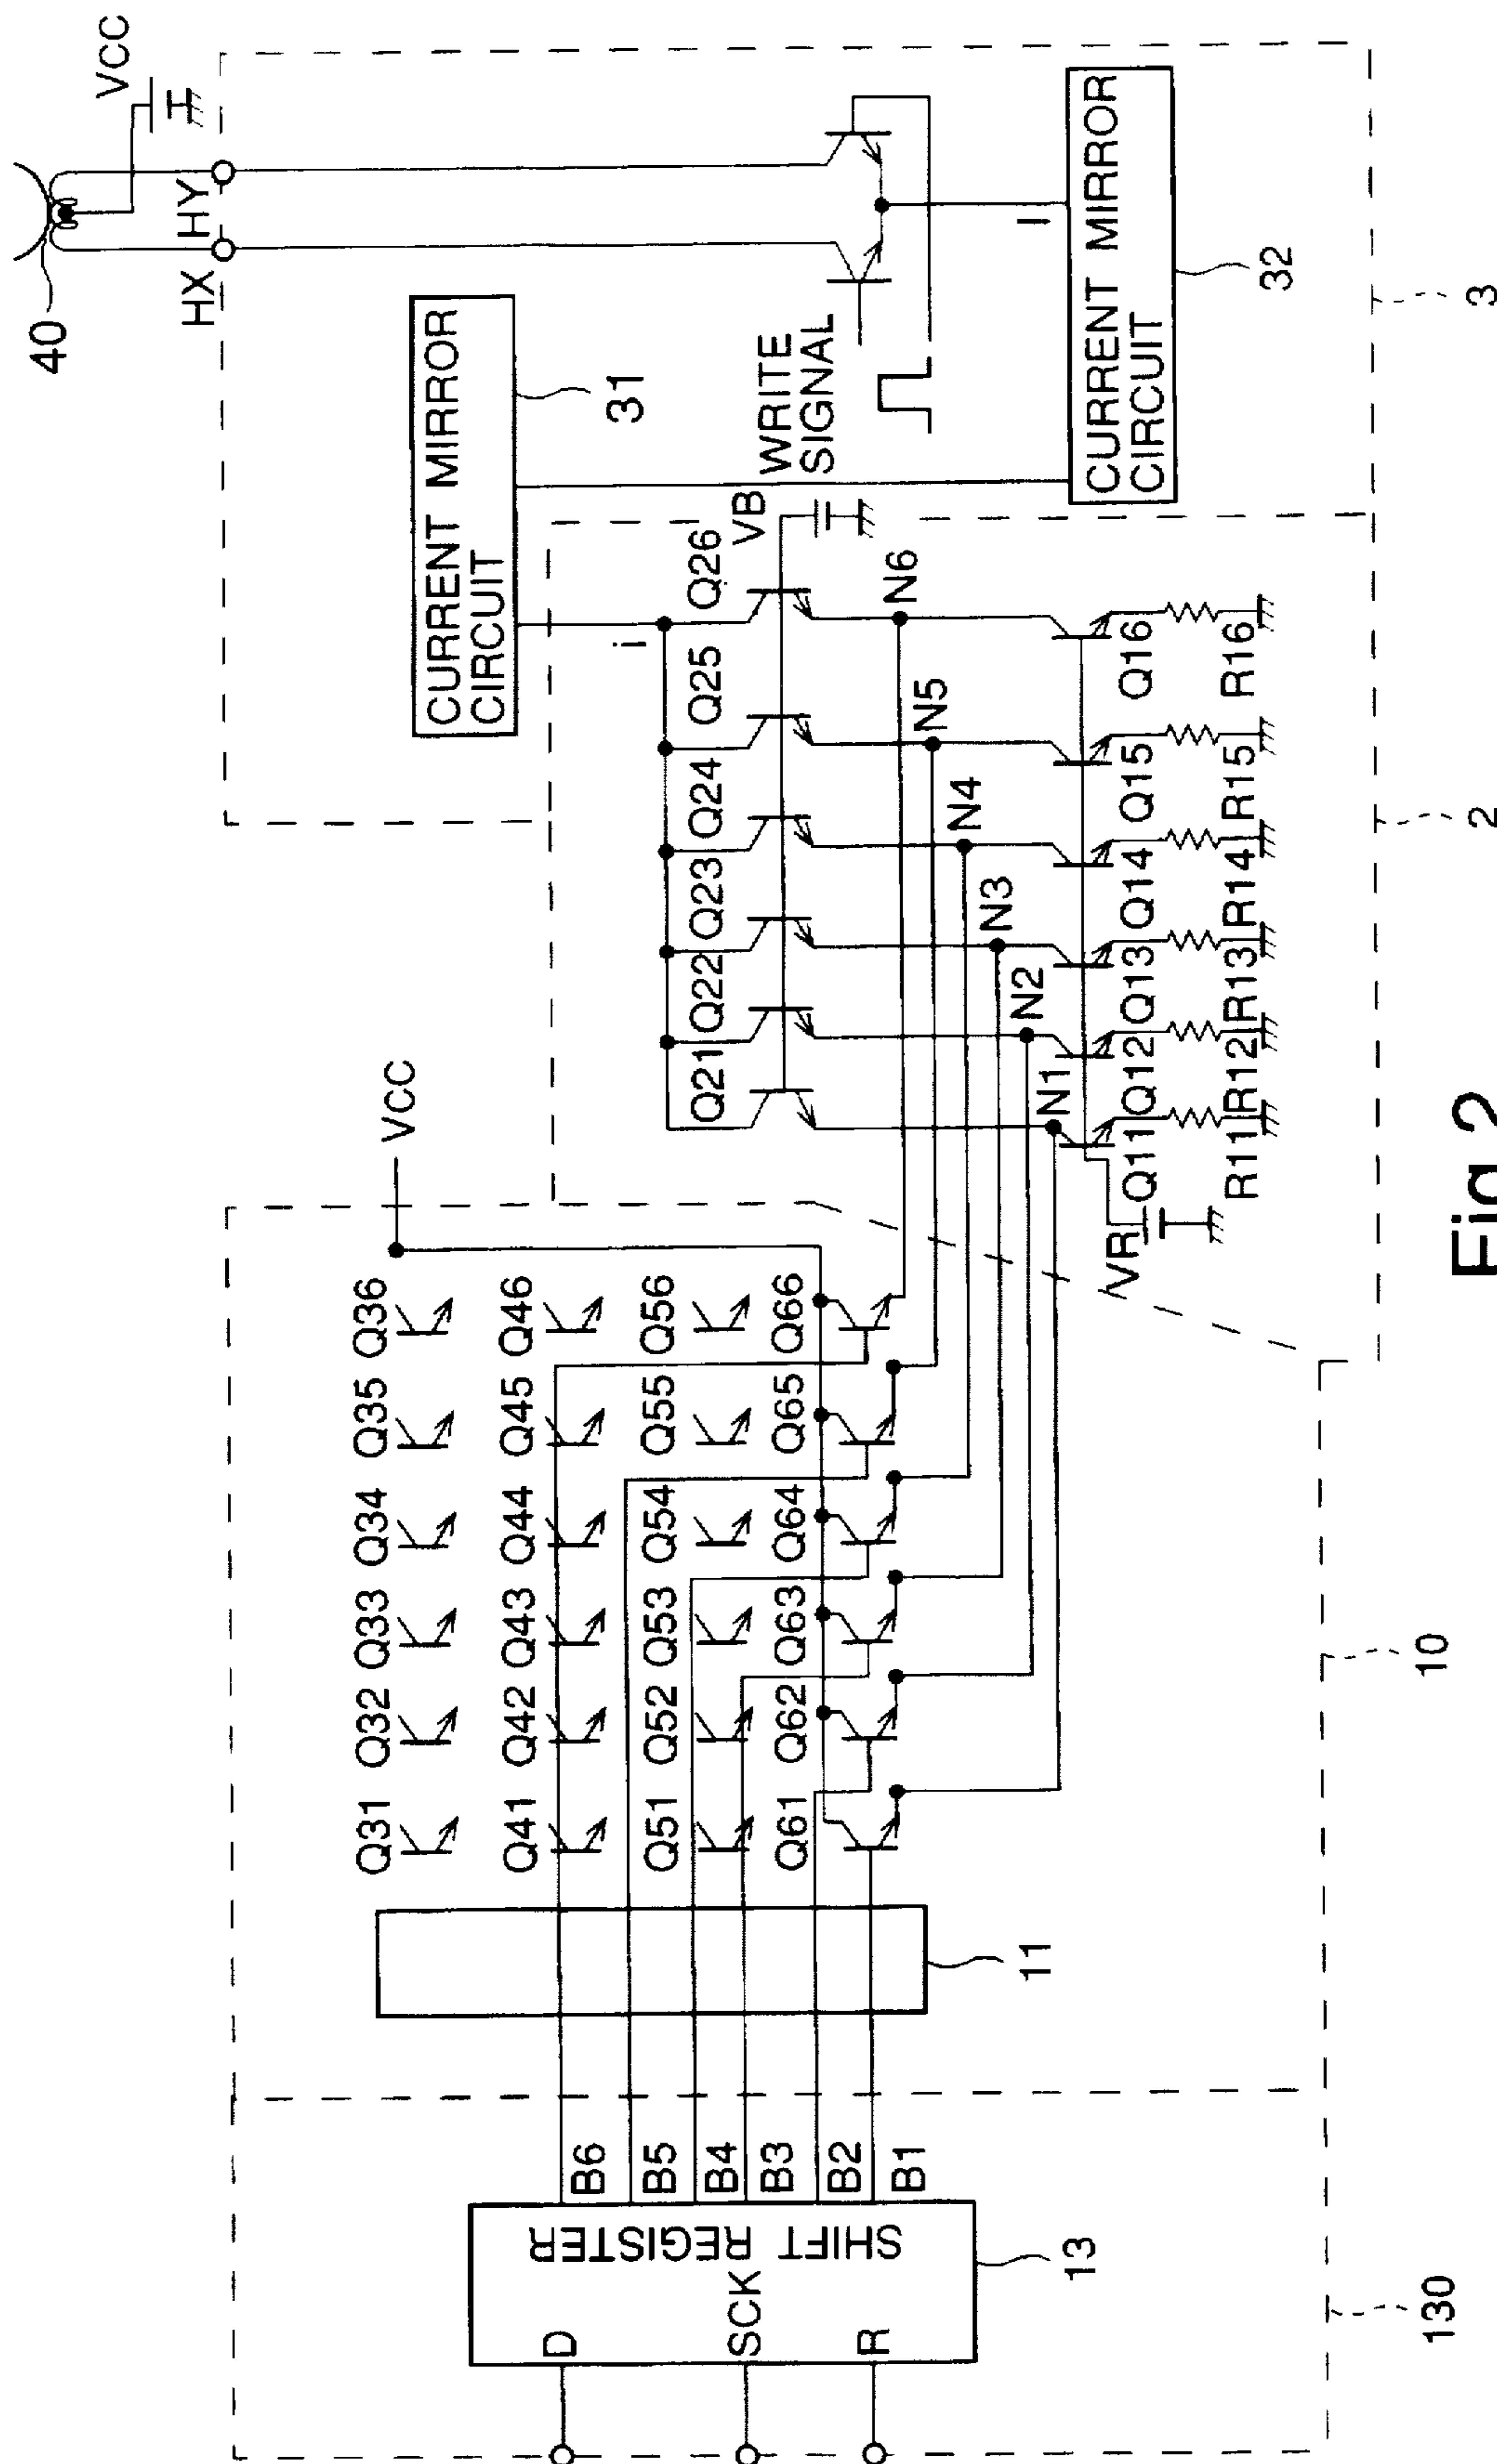 Fig.2
VCC
40
HX
HY
CURRENT MIRROR
CIRCUIT
31
WRITE
SIGNAL
I
CURRENT MIRROR
CIRCUIT
32
3
i
Q21
Q22
Q23
Q24
Q25
Q26
VB
N1
N2
N3
N4
N5
N6
Q11
Q12
Q13
Q14
Q15
Q16
R11
R12
R13
R14
R15
R16
VR
2
VCC
Q31
Q32
Q33
Q34
Q35
Q36
Q41
Q42
Q43
Q44
Q45
Q46
Q51
Q52
Q53
Q54
Q55
Q56
Q61
Q62
Q63
Q64
Q65
Q66
11
10
B6
B5
B4
B3
B2
B1
SHIFT REGISTER
D
SCK
R
13
130